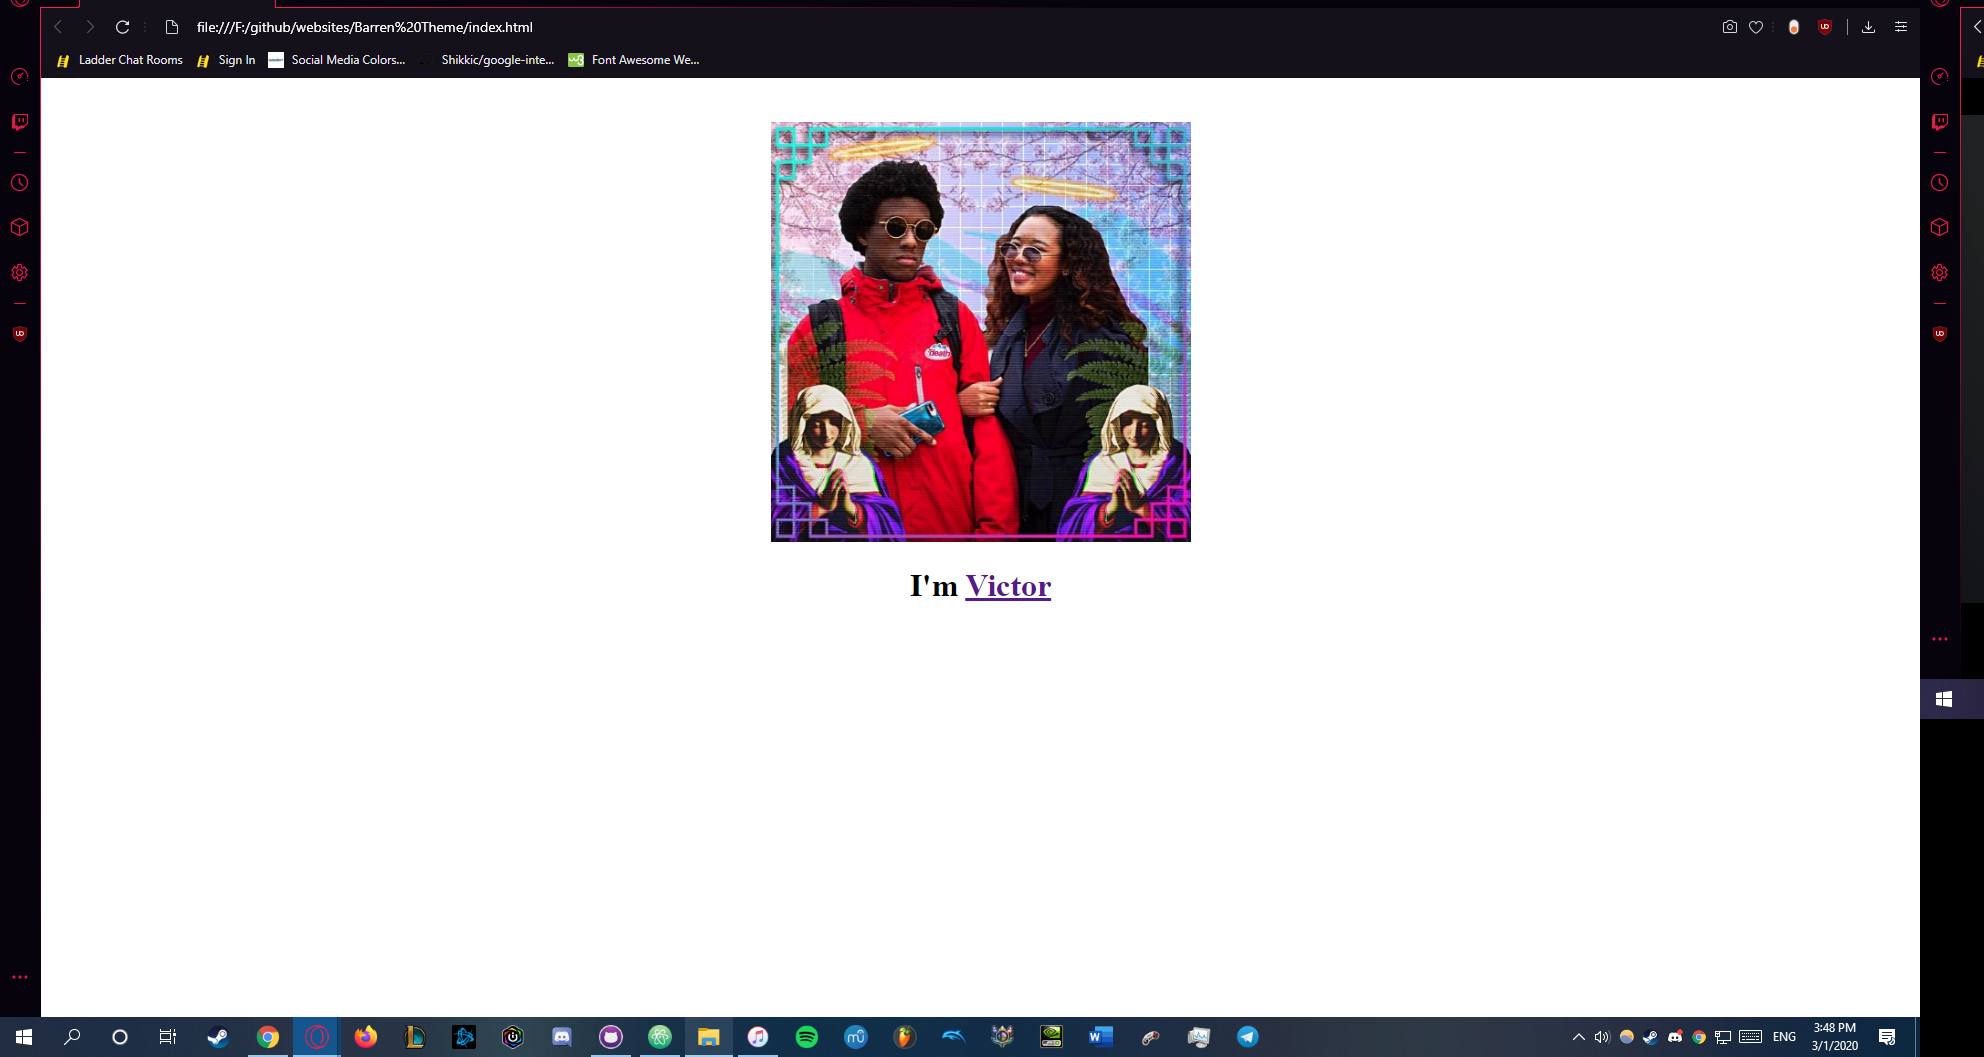 file:///F:/github/websites/Barren%20Theme/index.html
Ladder Chat Rooms
Sign In
Social Media Colors...
Shikkic/google-inte...
Font Awesome We...
Death
I'm Victor
ENG
3:48 PM
3/1/2020